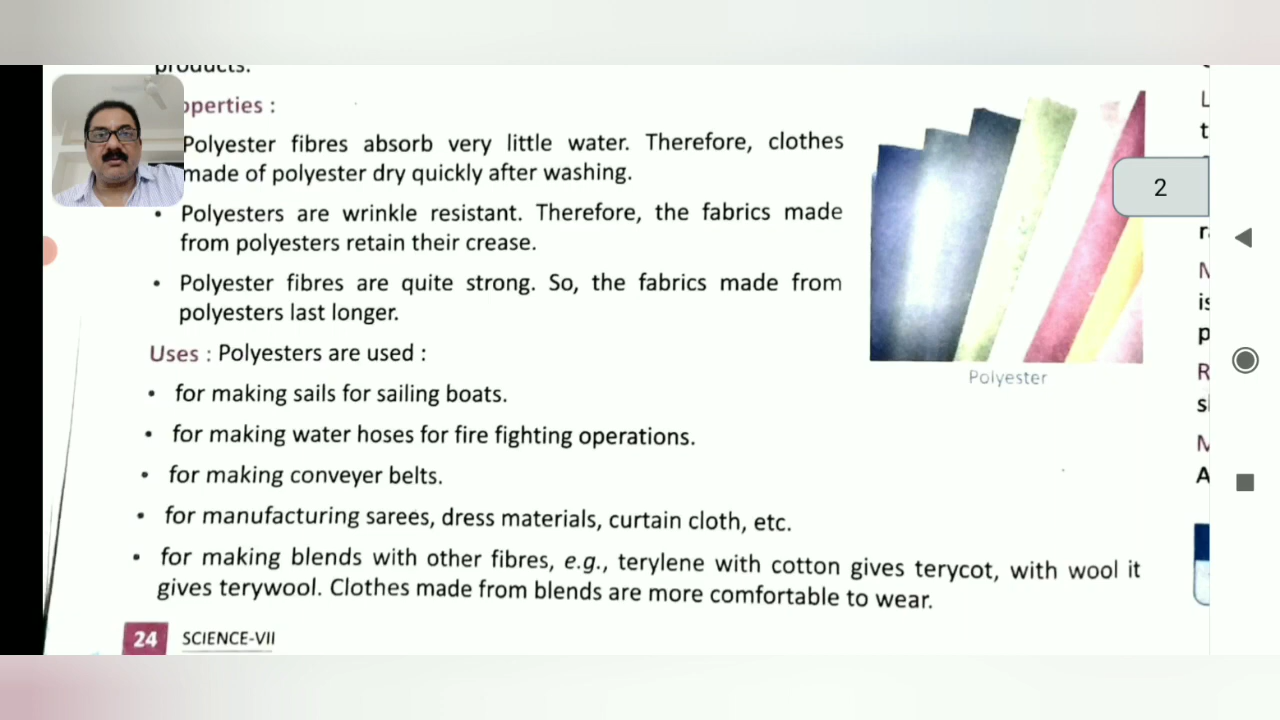 products.
operties :
Polyester fibres absorb very little water. Therefore, clothes
made of polyester dry quickly after washing.
• Polyesters are wrinkle resistant. Therefore, the fabrics made
from polyesters retain their crease.
• Polyester fibres are quite strong. So, the fabrics made from
polyesters last longer.
Polyester
Uses : Polyesters are used :
• for making sails for sailing boats.
• for making water hoses for fire fighting operations.
• for making conveyer belts.
• for manufacturing sarees, dress materials, curtain cloth, etc.
• for making blends with other fibres, e.g., terylene with cotton gives terycot, with wool it
gives terywool. Clothes made from blends are more comfortable to wear.
24 SCIENCE-VII
2